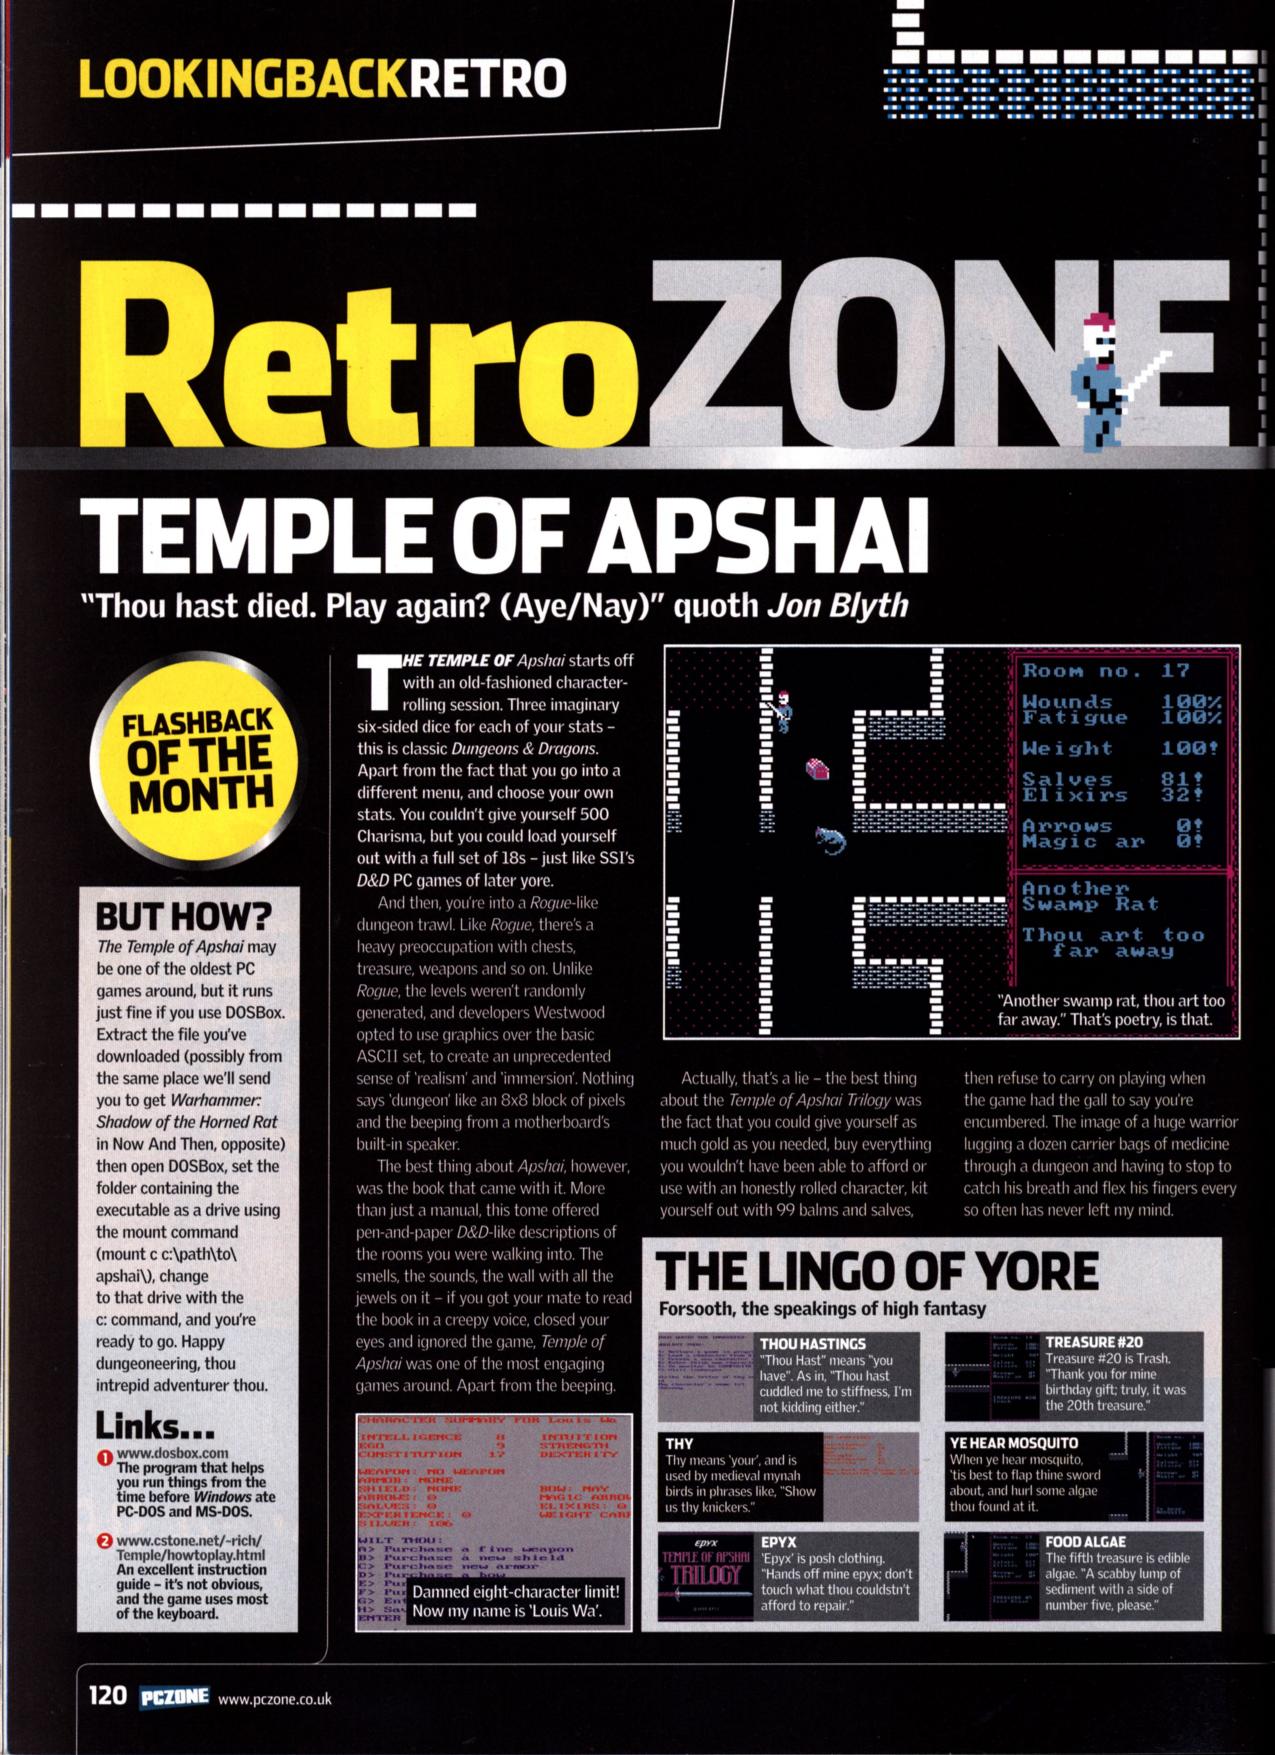 LOOKINGBACKRETRO
RetroZONE
TEMPLE OF APSHAI
"Thou hast died. Play again? (Aye/Nay)" quoth Jon Blyth
FLASHBACK
OF THE
MONTH
BUT HOW?
The Temple of Apshai may
be one of the oldest PC
games around, but it runs
just fine if you use DOSBox.
Extract the file you've
downloaded (possibly from
the same place we'll send
you to get Warhammer:
Shadow of the Horned Rat
in Now And Then, opposite)
then open DOSBox, set the
folder containing the
executable as a drive using
the mount command
(mount c c:\path\to\
apshai\), change
to that drive with the
c: command, and you're
ready to go. Happy
dungeoneering, thou
intrepid adventurer thou.
Links...
1 www.dosbox.com
The program that helps
you run things from the
time before Windows ate
PC-DOS and MS-DOS.
2 www.cstone.net/~rich/
Temple/howtoplay.html
An excellent instruction
guide – it's not obvious,
and the game uses most
of the keyboard.
THE TEMPLE OF Apshai starts off
with an old-fashioned character-
rolling session. Three imaginary
six-sided dice for each of your stats –
this is classic Dungeons & Dragons.
Apart from the fact that you go into a
different menu, and choose your own
stats. You couldn't give yourself 500
Charisma, but you could load yourself
out with a full set of 18s – just like SSI's
D&D PC games of later yore.
And then, you're into a Rogue-like
dungeon trawl. Like Rogue, there's a
heavy preoccupation with chests,
treasure, weapons and so on. Unlike
Rogue, the levels weren't randomly
generated, and developers Westwood
opted to use graphics over the basic
ASCII set, to create an unprecedented
sense of 'realism' and 'immersion'. Nothing
says 'dungeon' like an 8x8 block of pixels
and the beeping from a motherboard's
built-in speaker.
The best thing about Apshai, however,
was the book that came with it. More
than just a manual, this tome offered
pen-and-paper D&D-like descriptions of
the rooms you were walking into. The
smells, the sounds, the wall with all the
jewels on it – if you got your mate to read
the book in a creepy voice, closed your
eyes and ignored the game, Temple of
Apshai was one of the most engaging
games around. Apart from the beeping.
CHARACTER SUMMARY FOR Louis Wa
INTELLIGENCE 8 INTUITION
EGO 9 STRENGTH
CONSTITUTION 17 DEXTERITY
WEAPON: NO WEAPON
ARMOR: NONE
SHIELD: NONE BOW: NAY
ARROWS: 0 MAGIC ARROW
SALVES: 0 ELIXIRS: 0
EXPERIENCE: 0 WEIGHT CARR
SILVER: 106
WILT THOU:
A> Purchase a fine weapon
B> Purchase a new shield
C> Purchase new armor
D> Purchase a bow
E> Pur
F> Pur
G> Ent
H> Sav
ENTER
Damned eight-character limit!
Now my name is 'Louis Wa'.
Room no. 17
Wounds 100%
Fatigue 100%
Weight 100!
Salves 81!
Elixirs 32!
Arrows 0!
Magic ar 0!
Another
Swamp Rat
Thou art too
far away
"Another swamp rat, thou art too
far away." That's poetry, is that.
Actually, that's a lie – the best thing
about the Temple of Apshai Trilogy was
the fact that you could give yourself as
much gold as you needed, buy everything
you wouldn't have been able to afford or
use with an honestly rolled character, kit
yourself out with 99 balms and salves,
then refuse to carry on playing when
the game had the gall to say you're
encumbered. The image of a huge warrior
lugging a dozen carrier bags of medicine
through a dungeon and having to stop to
catch his breath and flex his fingers every
so often has never left my mind.
THE LINGO OF YORE
Forsooth, the speakings of high fantasy
THOU HASTINGS
"Thou Hast" means "you
have". As in, "Thou hast
cuddled me to stiffness, I'm
not kidding either."
TREASURE #20
Treasure #20 is Trash.
"Thank you for mine
birthday gift; truly, it was
the 20th treasure."
THY
Thy means 'your', and is
used by medieval mynah
birds in phrases like, "Show
us thy knickers."
YE HEAR MOSQUITO
When ye hear mosquito,
'tis best to flap thine sword
about, and hurl some algae
thou found at it.
epyx
TEMPLE OF APSHAI
TRILOGY
EPYX
'Epyx' is posh clothing.
"Hands off mine epyx; don't
touch what thou couldstn't
afford to repair."
FOOD ALGAE
The fifth treasure is edible
algae. "A scabby lump of
sediment with a side of
number five, please."
120 PCZONE www.pczone.co.uk